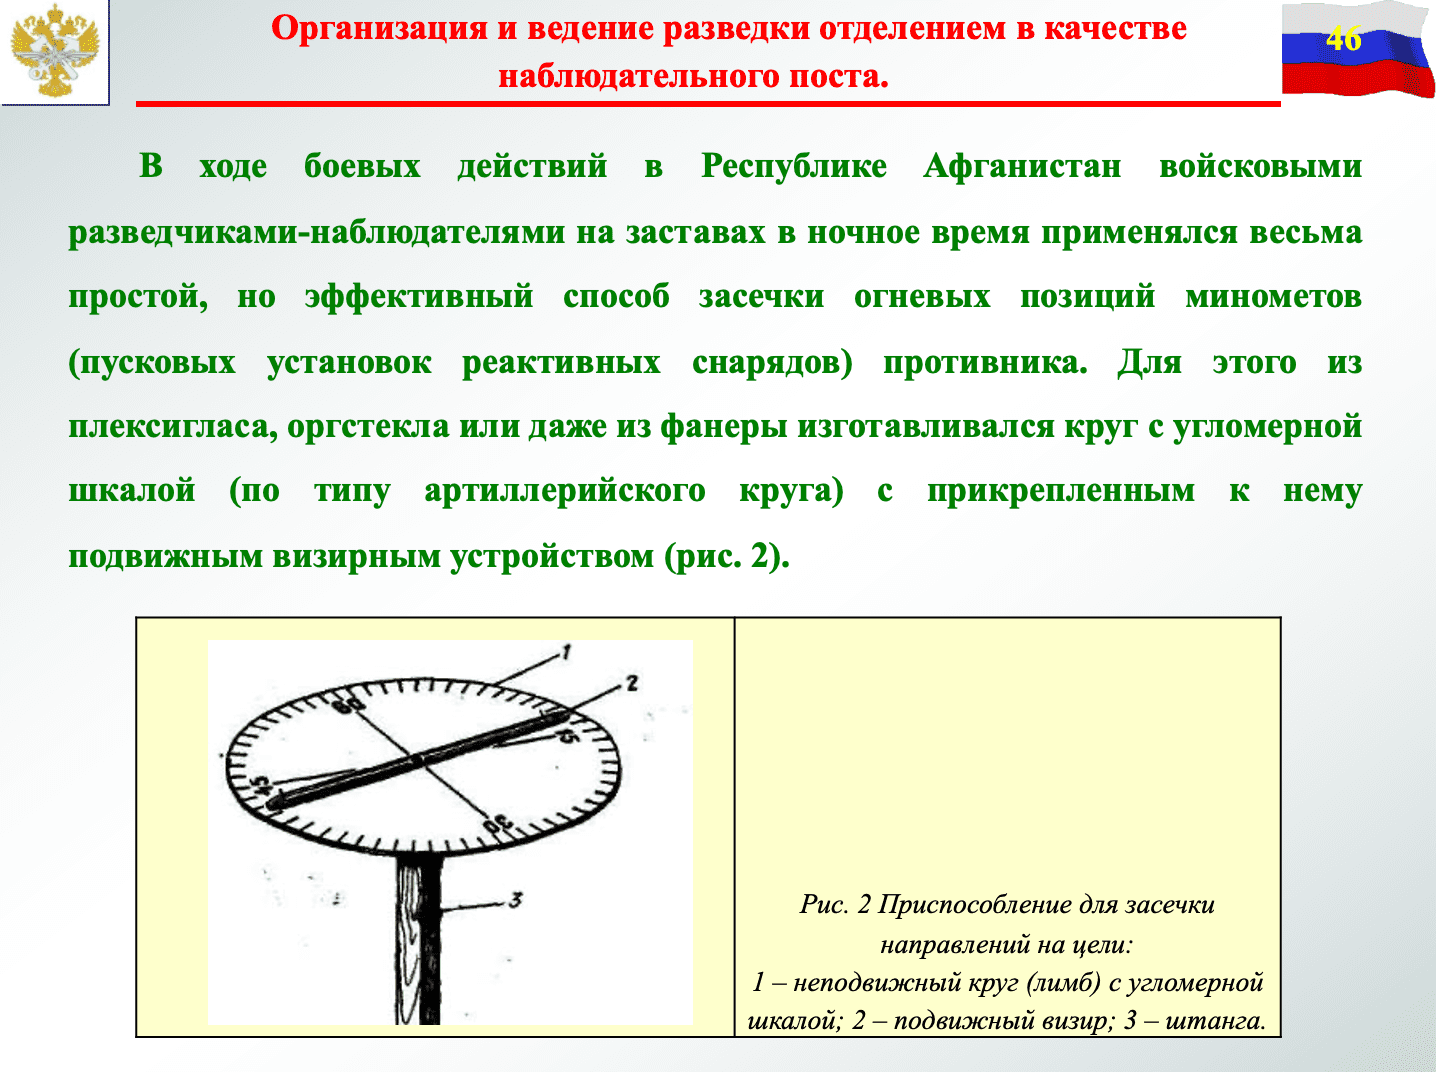 Организация и ведение разведки отделением в качестве
наблюдательного поста.
46
В ходе боевых действий в Республике Афганистан войсковыми
разведчиками-наблюдателями на заставах в ночное время применялся весьма
простой, но эффективный способ засечки огневых позиций минометов
(пусковых установок реактивных снарядов) противника. Для этого из
плексигласа, оргстекла или даже из фанеры изготавливался круг с угломерной
шкалой (по типу артиллерийского круга) с прикрепленным к нему
подвижным визирным устройством (рис. 2).
1
2
60
15
45
30
3
Рис. 2 Приспособление для засечки
направлений на цели:
1 – неподвижный круг (лимб) с угломерной
шкалой; 2 – подвижный визир; 3 – штанга.